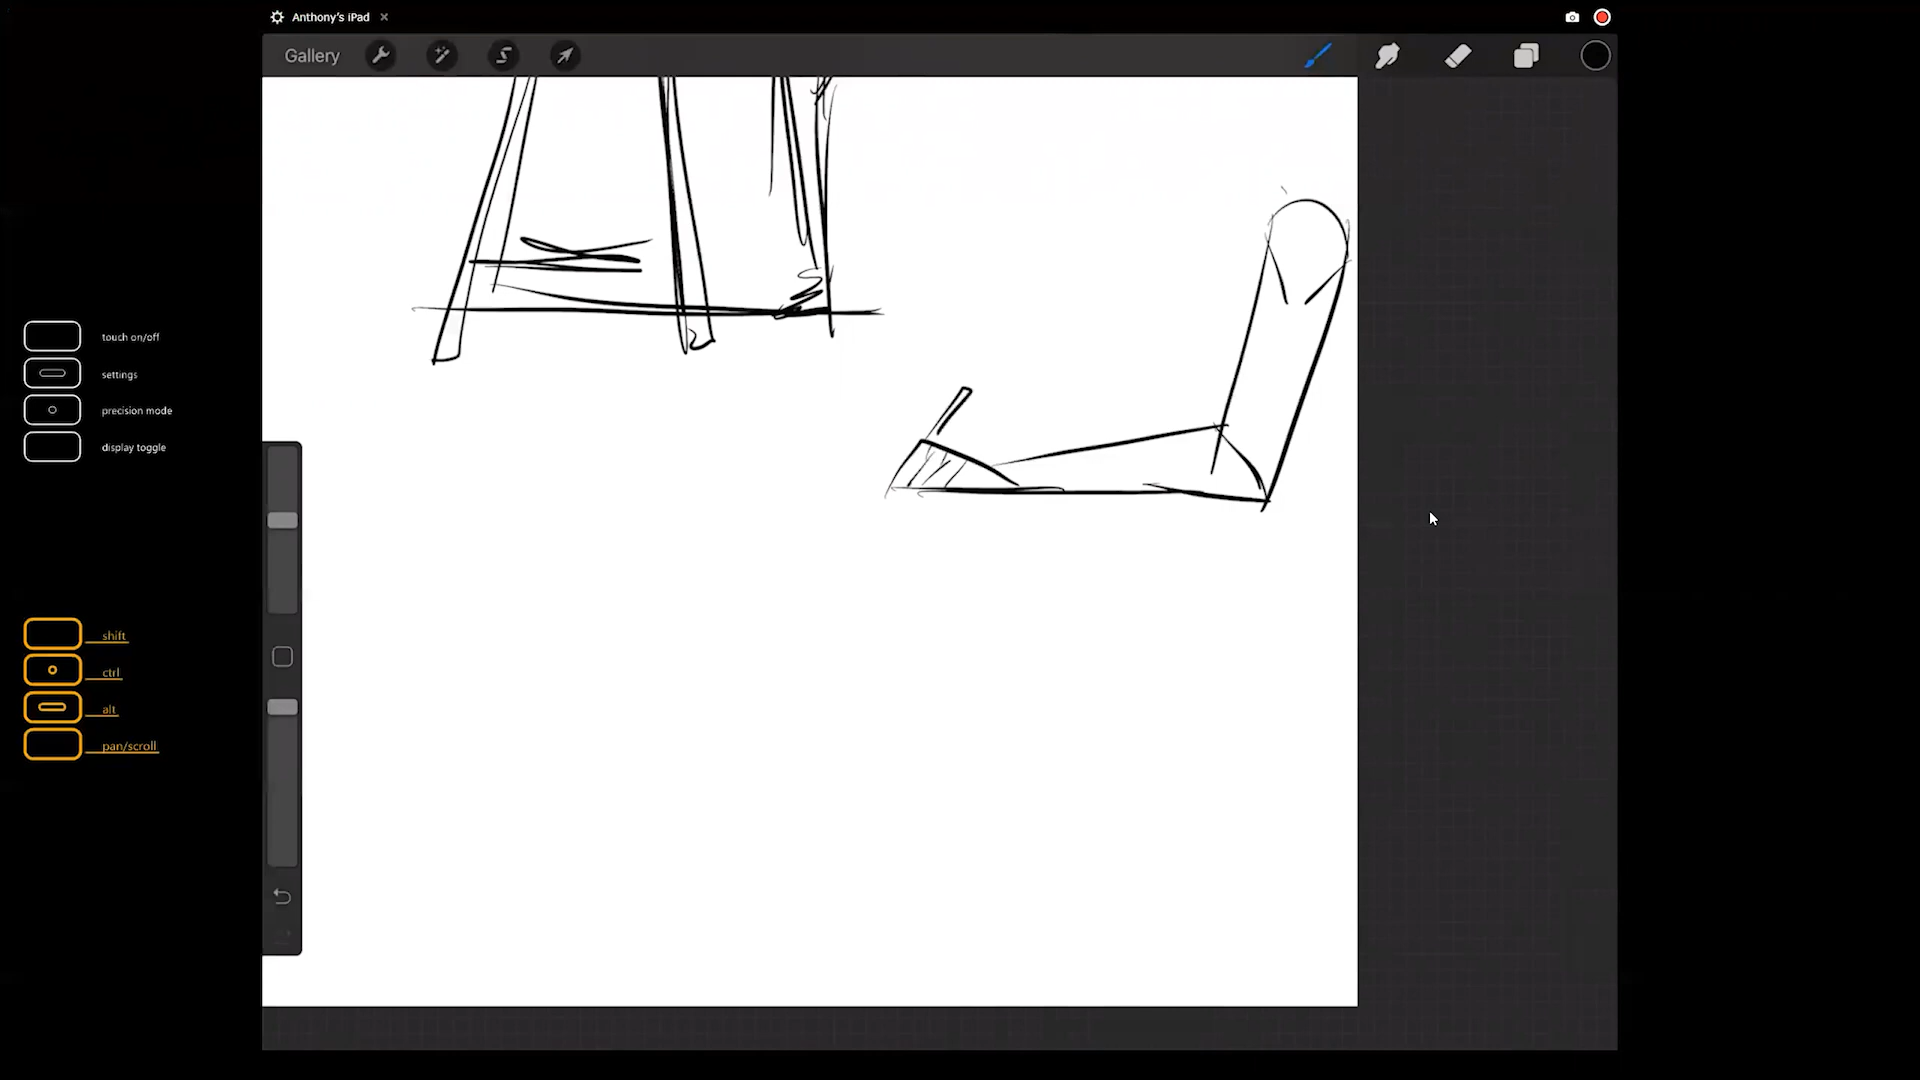 Anthony's iPad
Gallery
touch on/off
settings
precision mode
display toggle
shift
ctrl
alt
pan/scroll